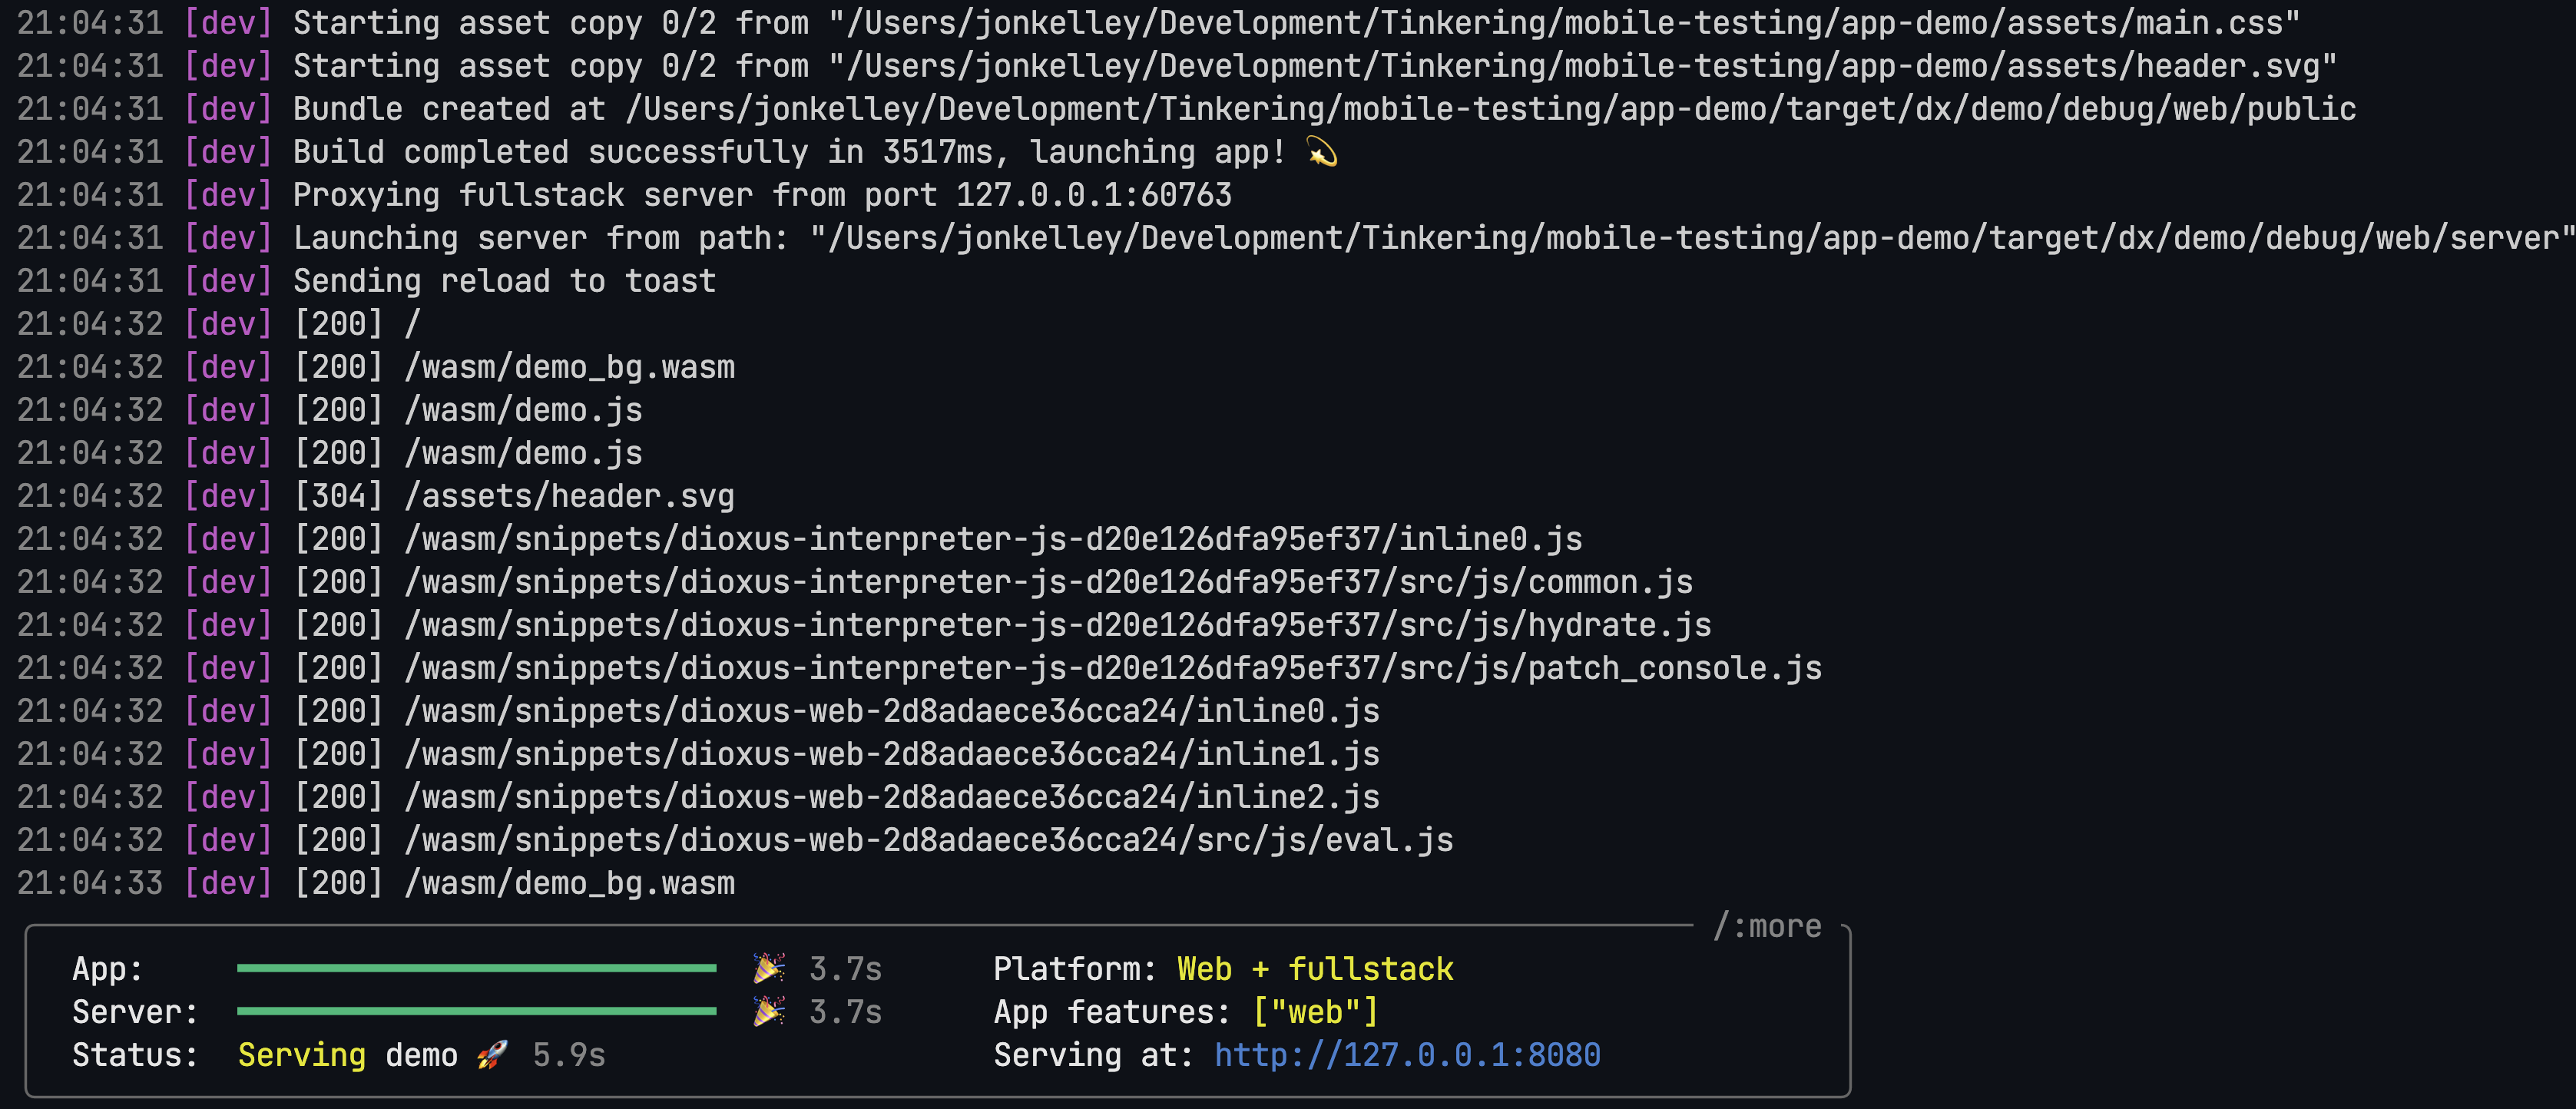 21:04:31 [dev] Starting asset copy 0/2 from "/Users/jonkelley/Development/Tinkering/mobile-testing/app-demo/assets/main.css"
21:04:31 [dev] Starting asset copy 0/2 from "/Users/jonkelley/Development/Tinkering/mobile-testing/app-demo/assets/header.svg"
21:04:31 [dev] Bundle created at /Users/jonkelley/Development/Tinkering/mobile-testing/app-demo/target/dx/demo/debug/web/public
21:04:31 [dev] Build completed successfully in 3517ms, launching app! 💫
21:04:31 [dev] Proxying fullstack server from port 127.0.0.1:60763
21:04:31 [dev] Launching server from path: "/Users/jonkelley/Development/Tinkering/mobile-testing/app-demo/target/dx/demo/debug/web/server"
21:04:31 [dev] Sending reload to toast
21:04:32 [dev] [200] /
21:04:32 [dev] [200] /wasm/demo_bg.wasm
21:04:32 [dev] [200] /wasm/demo.js
21:04:32 [dev] [200] /wasm/demo.js
21:04:32 [dev] [304] /assets/header.svg
21:04:32 [dev] [200] /wasm/snippets/dioxus-interpreter-js-d20e126dfa95ef37/inline0.js
21:04:32 [dev] [200] /wasm/snippets/dioxus-interpreter-js-d20e126dfa95ef37/src/js/common.js
21:04:32 [dev] [200] /wasm/snippets/dioxus-interpreter-js-d20e126dfa95ef37/src/js/hydrate.js
21:04:32 [dev] [200] /wasm/snippets/dioxus-interpreter-js-d20e126dfa95ef37/src/js/patch_console.js
21:04:32 [dev] [200] /wasm/snippets/dioxus-web-2d8adaece36cca24/inline0.js
21:04:32 [dev] [200] /wasm/snippets/dioxus-web-2d8adaece36cca24/inline1.js
21:04:32 [dev] [200] /wasm/snippets/dioxus-web-2d8adaece36cca24/inline2.js
21:04:32 [dev] [200] /wasm/snippets/dioxus-web-2d8adaece36cca24/src/js/eval.js
21:04:33 [dev] [200] /wasm/demo_bg.wasm
/:more
App: 🎉 3.7s Platform: Web + fullstack
Server: 🎉 3.7s App features: ["web"]
Status: Serving demo 🚀 5.9s Serving at: http://127.0.0.1:8080